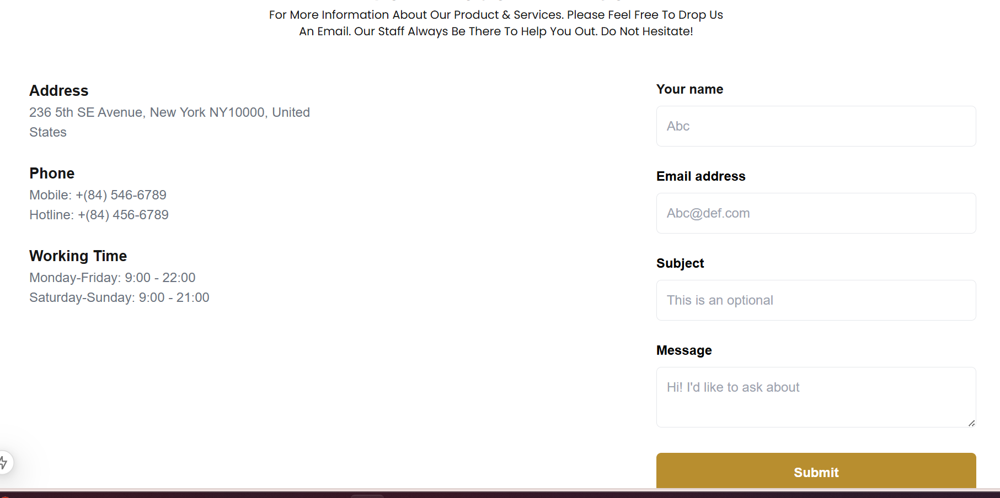 For More Information About Our Product & Services. Please Feel Free To Drop Us
An Email. Our Staff Always Be There To Help You Out. Do Not Hesitate!
Address
236 5th SE Avenue, New York NY10000, United
States
Phone
Mobile: +(84) 546-6789
Hotline: +(84) 456-6789
Working Time
Monday-Friday: 9:00 - 22:00
Saturday-Sunday: 9:00 - 21:00
Your name
Abc
Email address
Abc@def.com
Subject
This is an optional
Message
Hi! I'd like to ask about
Submit